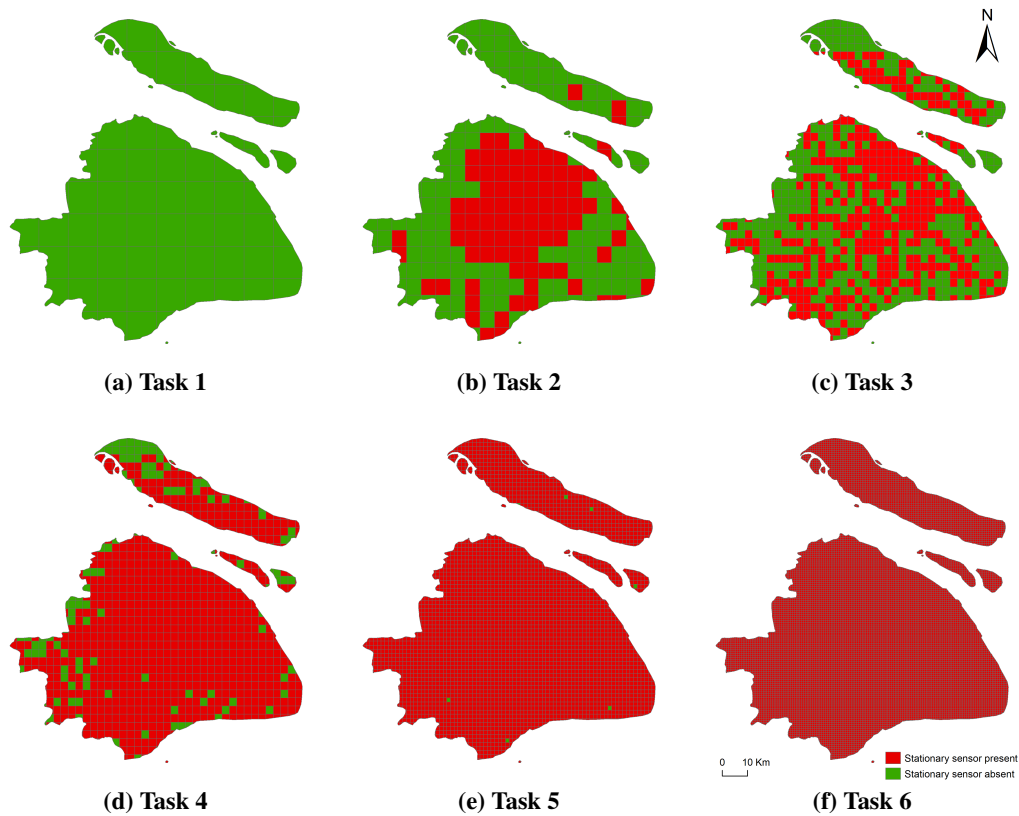 N
(a) Task 1
(b) Task 2
(c) Task 3
0 10 Km
Stationary sensor present
Stationary sensor absent
(d) Task 4
(e) Task 5
(f) Task 6